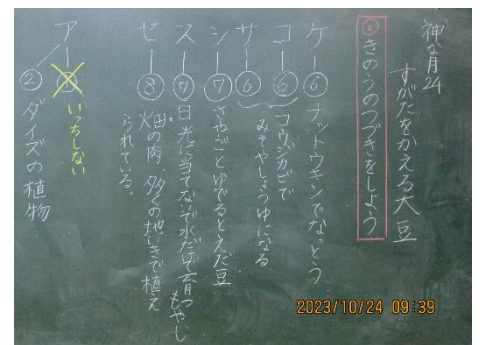 神な月24
すがたをかえる大豆
◎きのうのつづきをしよう
ケー⑥ナットウキンでなっとう
コー⑥コウジカビで
サー⑥みそやしょうゆになる
シー⑦さやごとゆでるとえだ豆
スー⑦日光に当てないで水だけで育つもやし
セー⑧畑の肉 多くの地いきで植え
られている。
アー①いっちしない
②ダイズの植物
2023/10/24 09:39